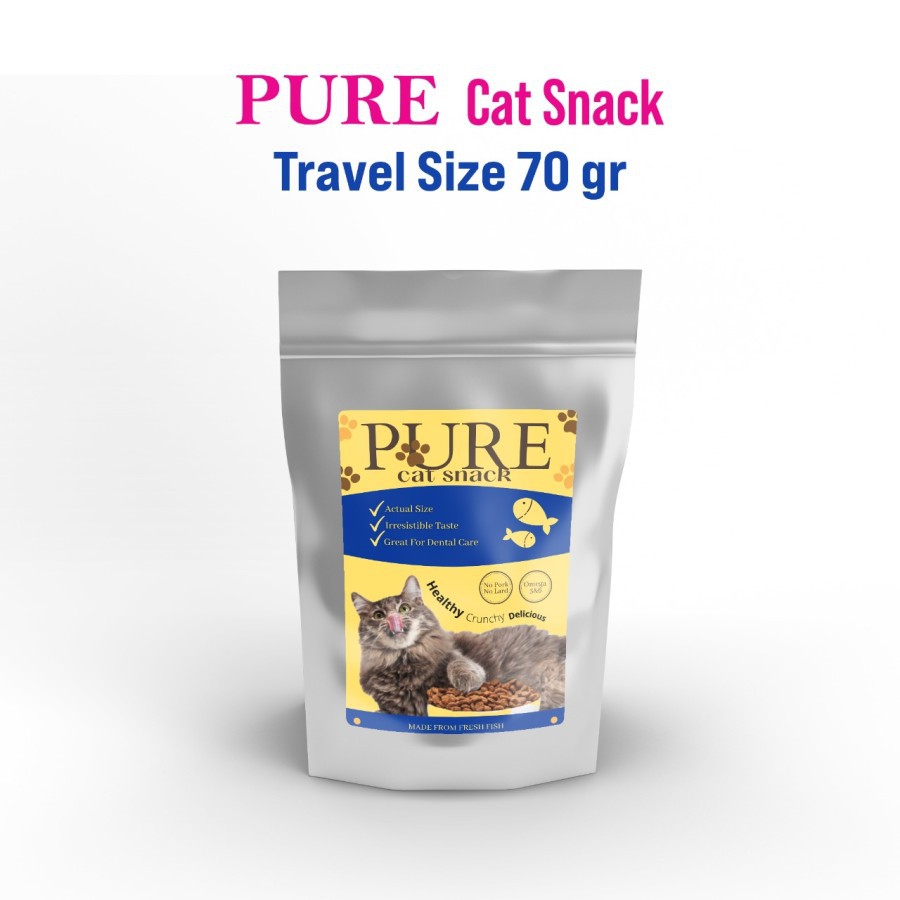 PURE Cat Snack
Travel Size 70 gr
PURE
cat snack
Actual Size
Irresistible Taste
Great For Dental Care
No Pork
No Lard
Omega
3&6
Healthy Crunchy Delicious
MADE FROM FRESH FISH